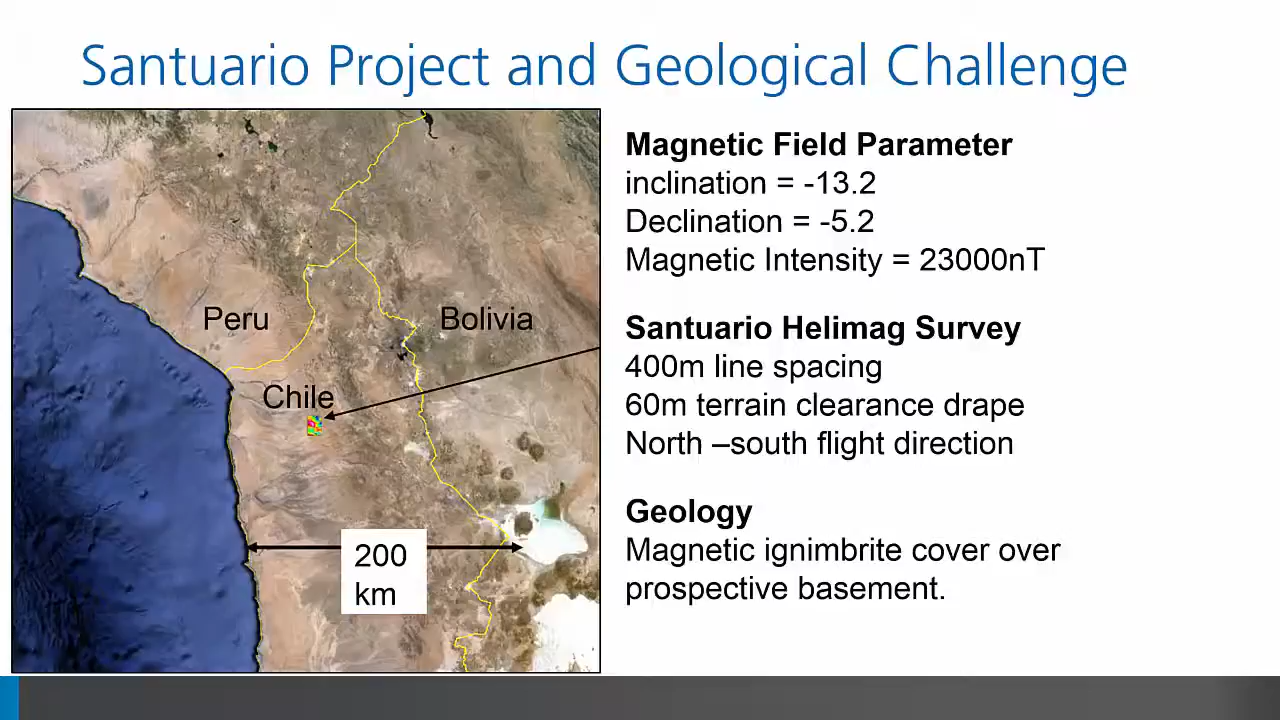 Santuario Project and Geological Challenge
Peru
Bolivia
Chile
200
km
Magnetic Field Parameter
inclination = -13.2
Declination = -5.2
Magnetic Intensity = 23000nT
Santuario Helimag Survey
400m line spacing
60m terrain clearance drape
North –south flight direction
Geology
Magnetic ignimbrite cover over
prospective basement.